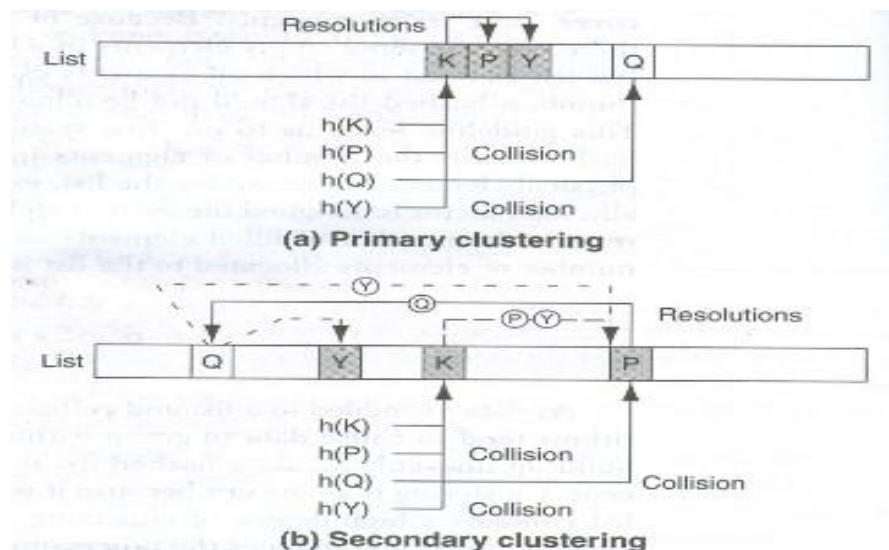 Resolutions
List K P Y Q
h(K)
h(P) Collision
h(Q)
h(Y) Collision
(a) Primary clustering
Y
Q
P Y Resolutions
List Q Y K P
h(K)
h(P) Collision
h(Q) Collision
h(Y) Collision
(b) Secondary clustering